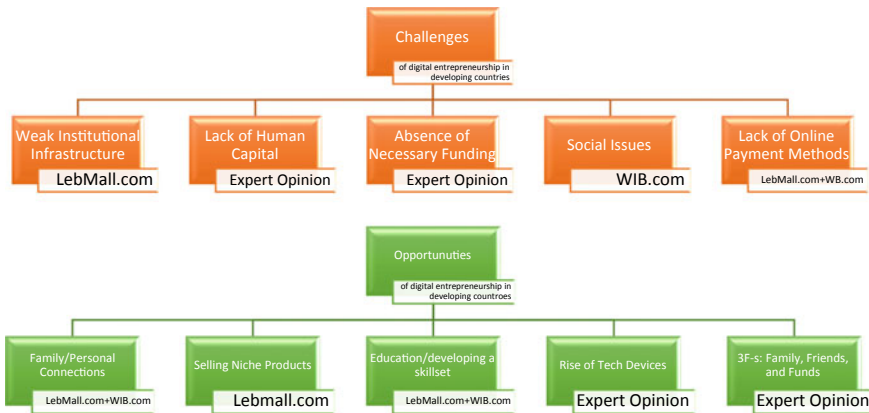 Challenges
of digital entrepreneurship in
developing countries
Weak Institutional
Infrastructure
LebMall.com
Lack of Human
Capital
Expert Opinion
Absence of
Necessary Funding
Expert Opinion
Social Issues
WIB.com
Lack of Online
Payment Methods
LebMall.com+WB.com
Opportunuties
of digital entrepreneurship in
developing countroes
Family/Personal
Connections
LebMall.com+WIB.com
Selling Niche Products
Lebmall.com
Education/developing a
skillset
LebMall.com+WIB.com
Rise of Tech Devices
Expert Opinion
3F-s: Family, Friends,
and Funds
Expert Opinion